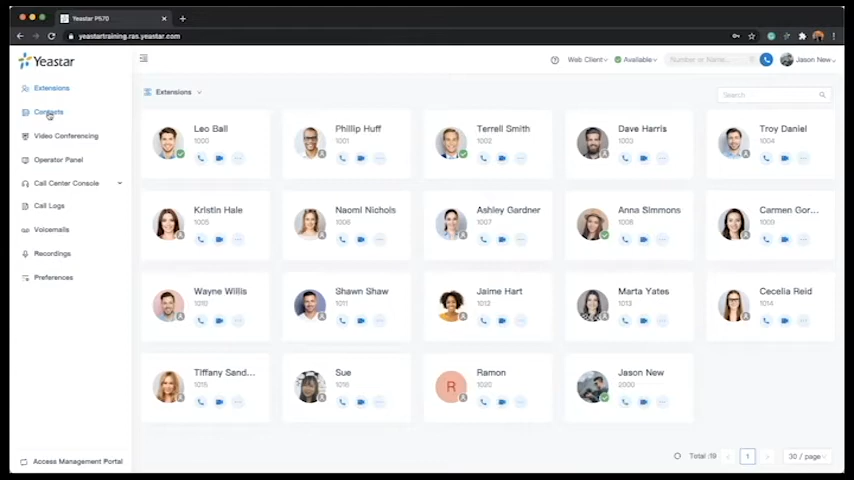 Yeastar P570
yeastartraining.ras.yeastar.com
Yeastar
Web Client
Available
Number or Name...
Jason New
Extensions
Contacts
Video Conferencing
Operator Panel
Call Center Console
Call Logs
Voicemails
Recordings
Preferences
Access Management Portal
Extensions
Search
Leo Ball
1000
Phillip Huff
1001
Terrell Smith
1002
Dave Harris
1003
Troy Daniel
1004
Kristin Hale
1005
Naomi Nichols
1006
Ashley Gardner
1007
Anna Simmons
1008
Carmen Gor...
1009
Wayne Willis
1010
Shawn Shaw
1011
Jaime Hart
1012
Marta Yates
1013
Cecelia Reid
1014
Tiffany Sand...
1015
Sue
1016
R
Ramon
1020
Jason New
2000
Total :19
1
30 / page